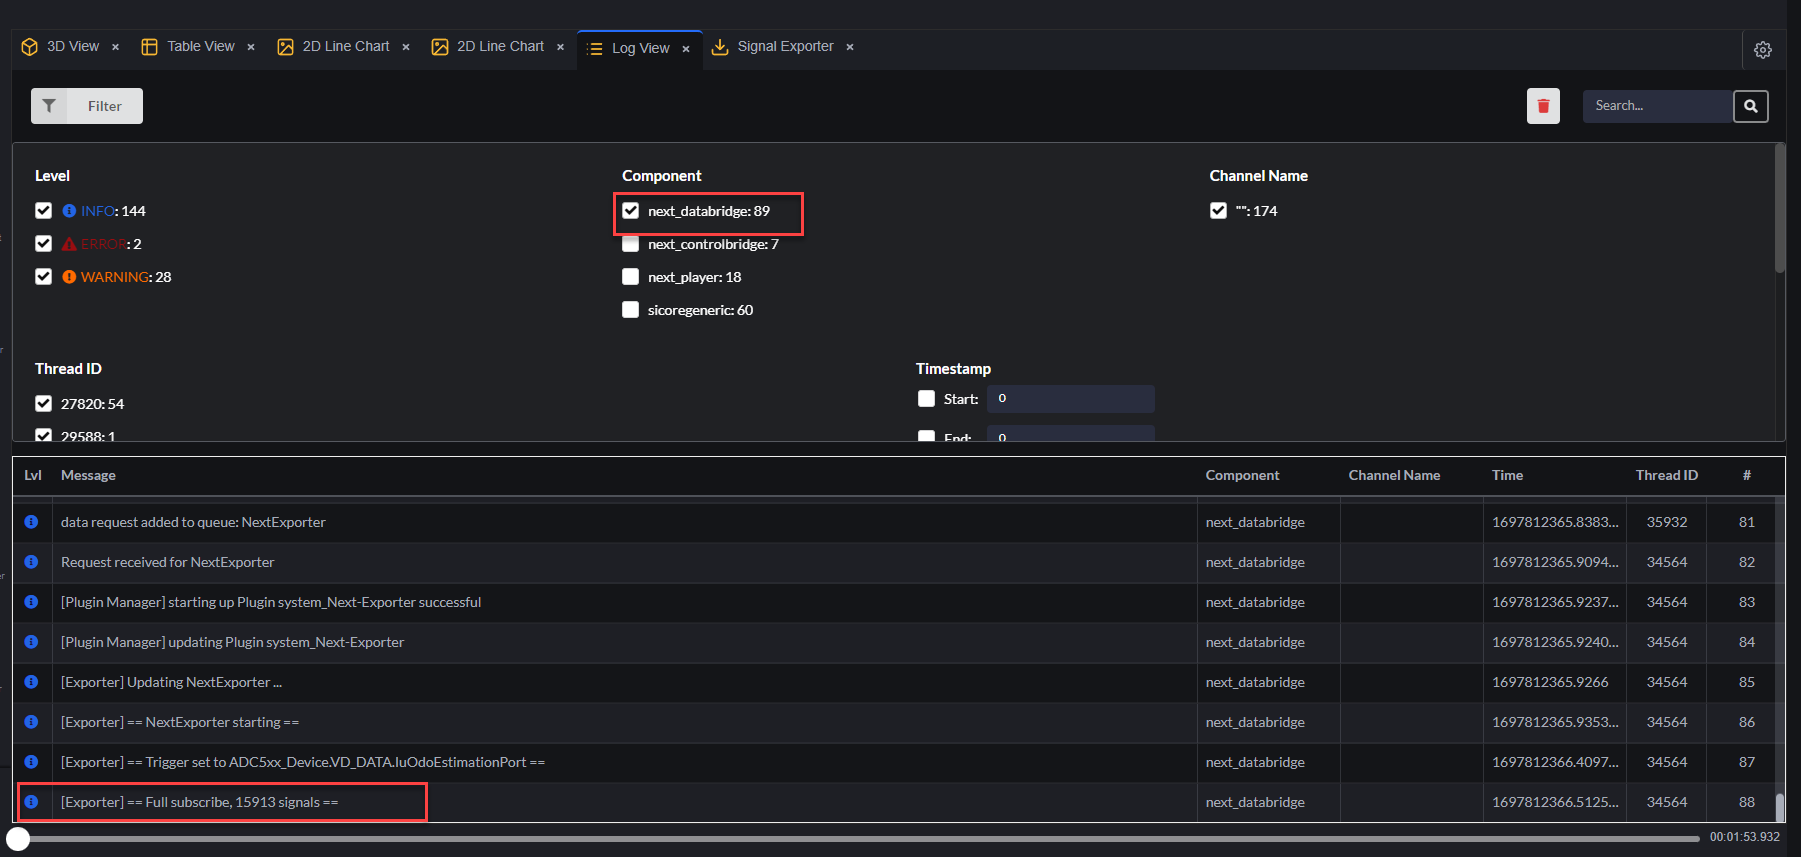 3D View × Table View × 2D Line Chart × 2D Line Chart × Log View × Signal Exporter ×
Filter Search...
Level Component Channel Name
INFO: 144 next_databridge: 89 "": 174
ERROR: 2 next_controlbridge: 7
WARNING: 28 next_player: 18
sicoregeneric: 60
Thread ID Timestamp
27820: 54 Start: 0
29588: 1 End: 0
Lvl Message Component Channel Name Time Thread ID #
data request added to queue: NextExporter next_databridge 1697812365.8383... 35932 81
Request received for NextExporter next_databridge 1697812365.9094... 34564 82
[Plugin Manager] starting up Plugin system_Next-Exporter successful next_databridge 1697812365.9237... 34564 83
[Plugin Manager] updating Plugin system_Next-Exporter next_databridge 1697812365.9240... 34564 84
[Exporter] Updating NextExporter ... next_databridge 1697812365.9266 34564 85
[Exporter] == NextExporter starting == next_databridge 1697812365.9353... 34564 86
[Exporter] == Trigger set to ADC5xx_Device.VD_DATA.IuOdoEstimationPort == next_databridge 1697812366.4097... 34564 87
[Exporter] == Full subscribe, 15913 signals == next_databridge 1697812366.5125... 34564 88
00:01:53.932